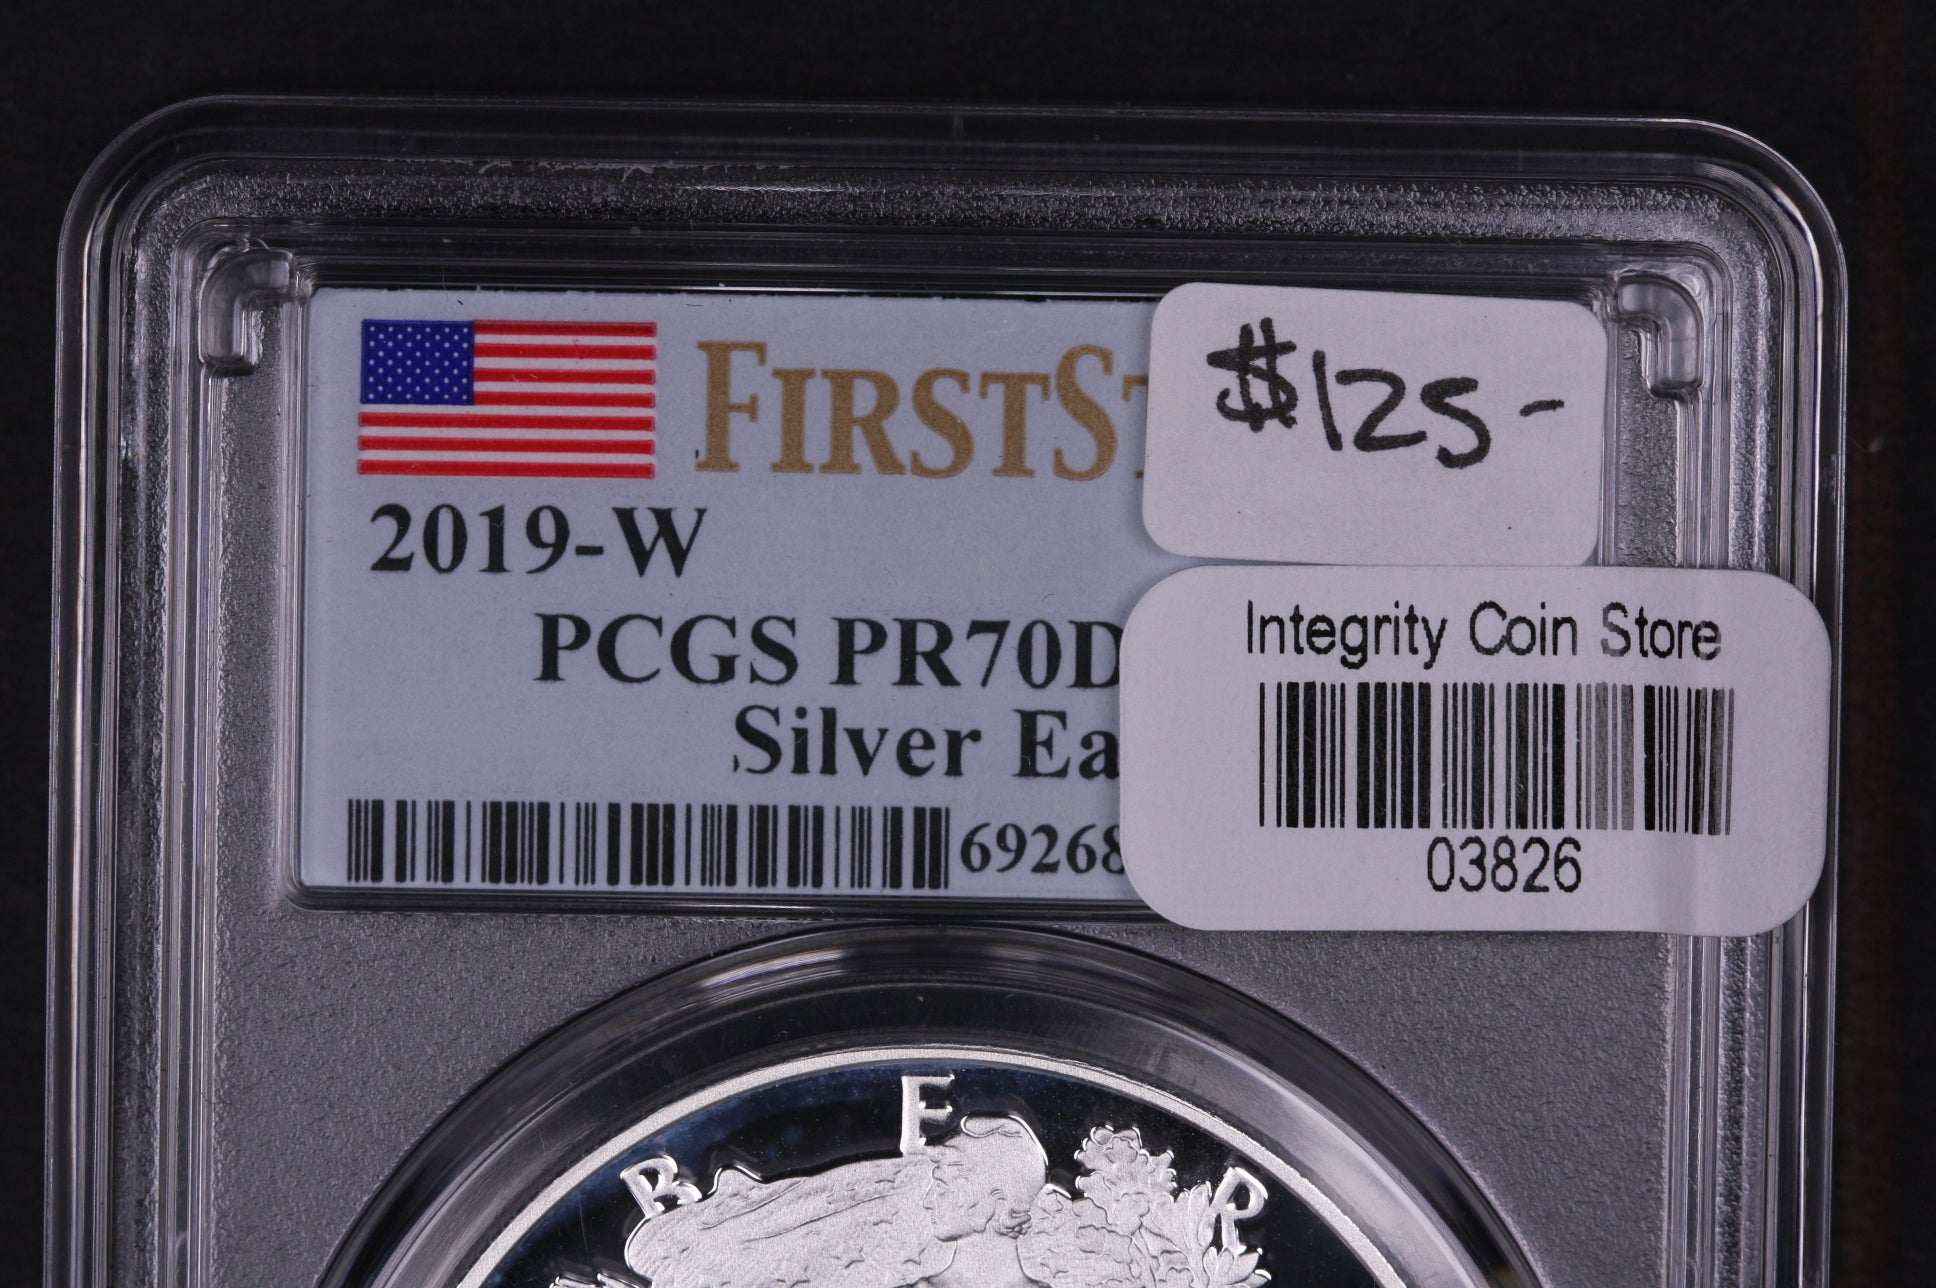 FIRSTST
$125-
2019-W
PCGS PR70D
Silver Ea
69268
Integrity Coin Store
03826
B E R